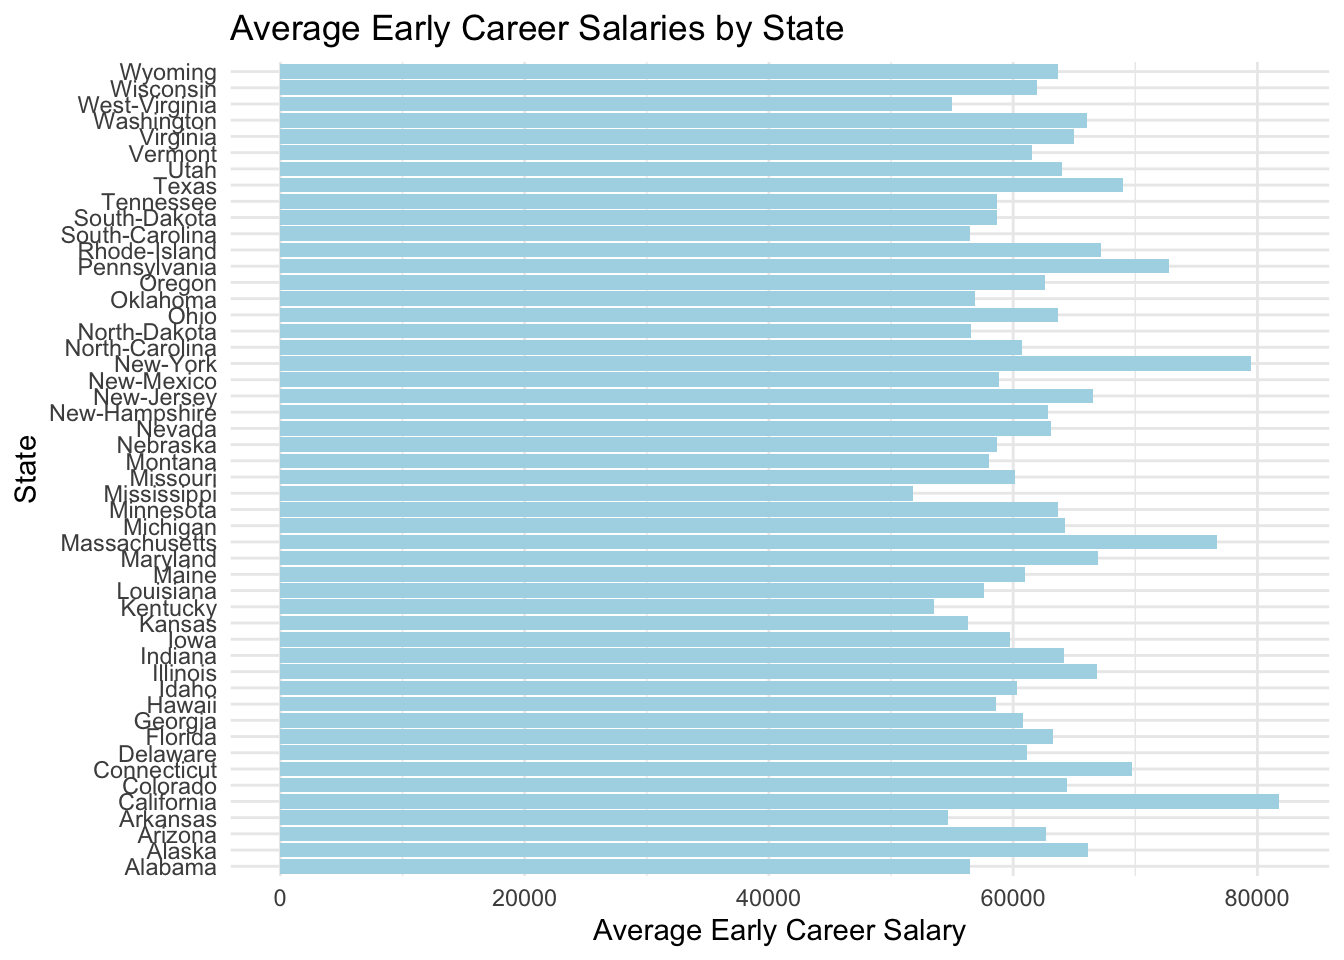 Average Early Career Salaries by State
Wyoming
Wisconsin
West-Virginia
Washington
Virginia
Vermont
Utah
Texas
Tennessee
South-Dakota
South-Carolina
Rhode-Island
Pennsylvania
Oregon
Oklahoma
Ohio
North-Dakota
North-Carolina
New-York
New-Mexico
New-Jersey
New-Hampshire
Nevada
Nebraska
Montana
Missouri
Mississippi
Minnesota
Michigan
Massachusetts
Maryland
Maine
Louisiana
Kentucky
Kansas
Iowa
Indiana
Illinois
Idaho
Hawaii
Georgia
Florida
Delaware
Connecticut
Colorado
California
Arkansas
Arizona
Alaska
Alabama
State
0 20000 40000 60000 80000
Average Early Career Salary